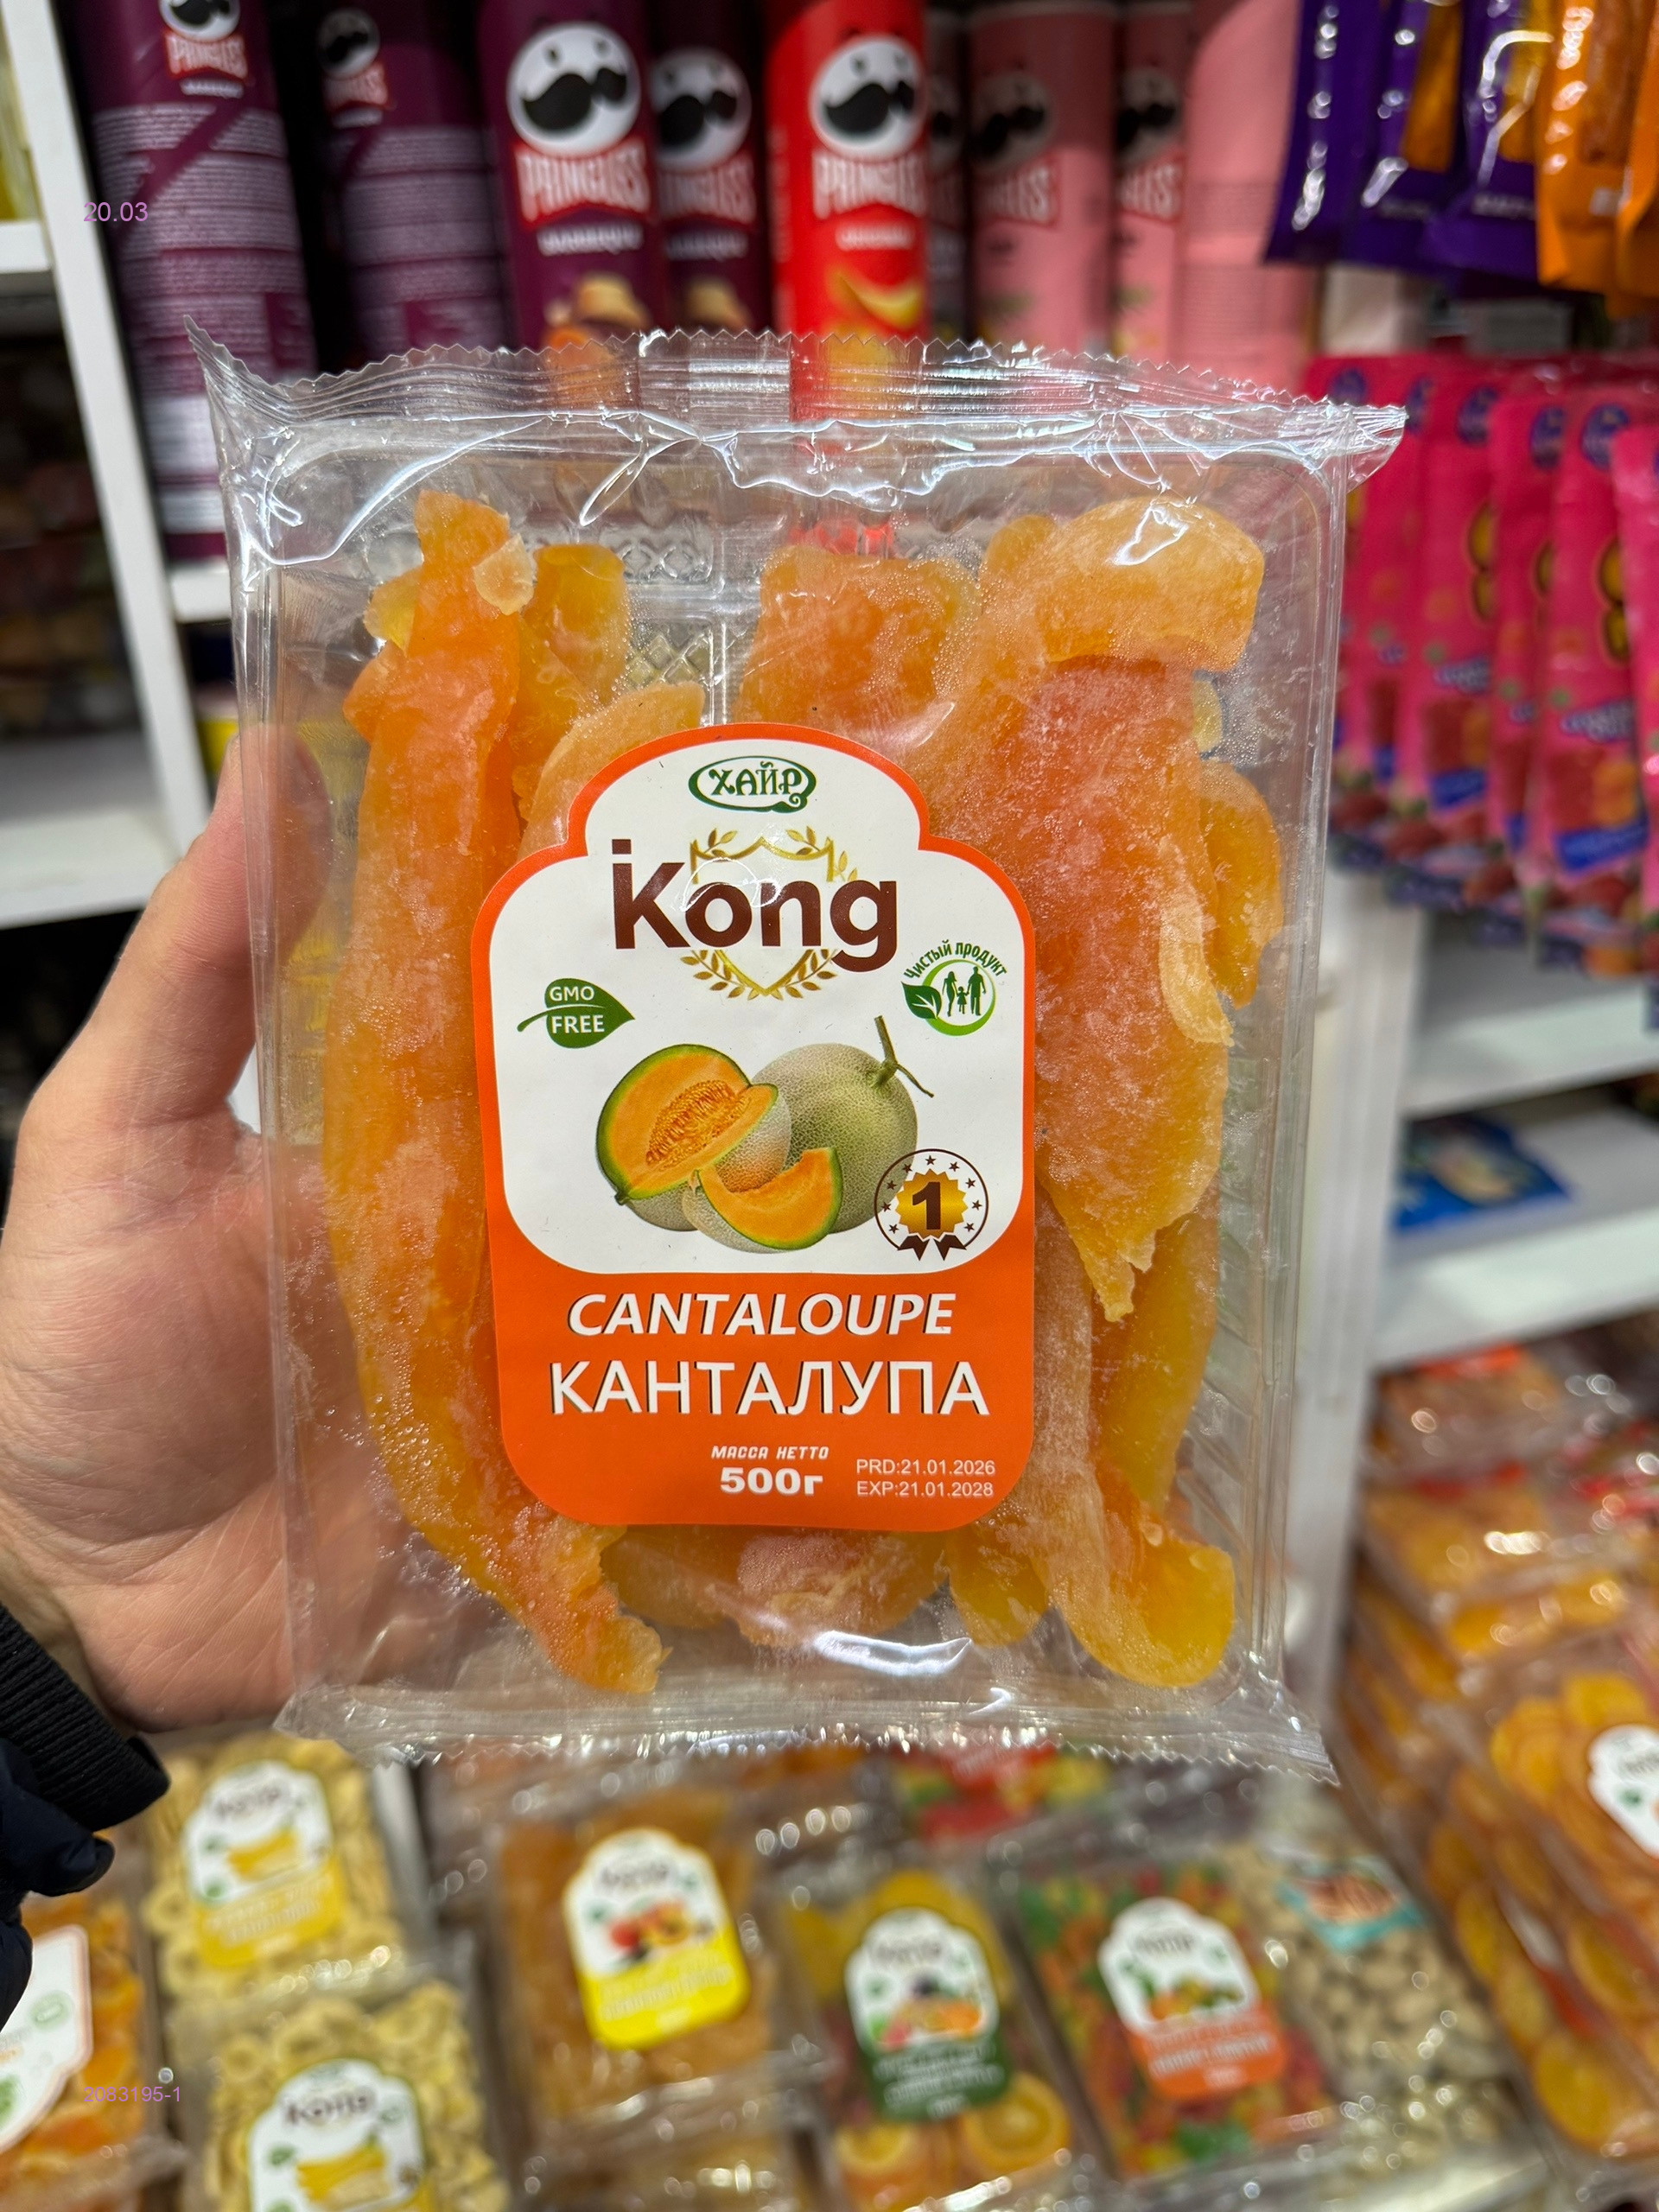 PRINGLES
PRINGLES
PRINGLES
20.03
ХАЙР
Kong
GMO
FREE
Чистый продукт
1
CANTALOUPE
КАНТАЛУПА
МАССА НЕТТО
500г
PRD:21.01.2026
EXP:21.01.2028
Kong
2083195-1